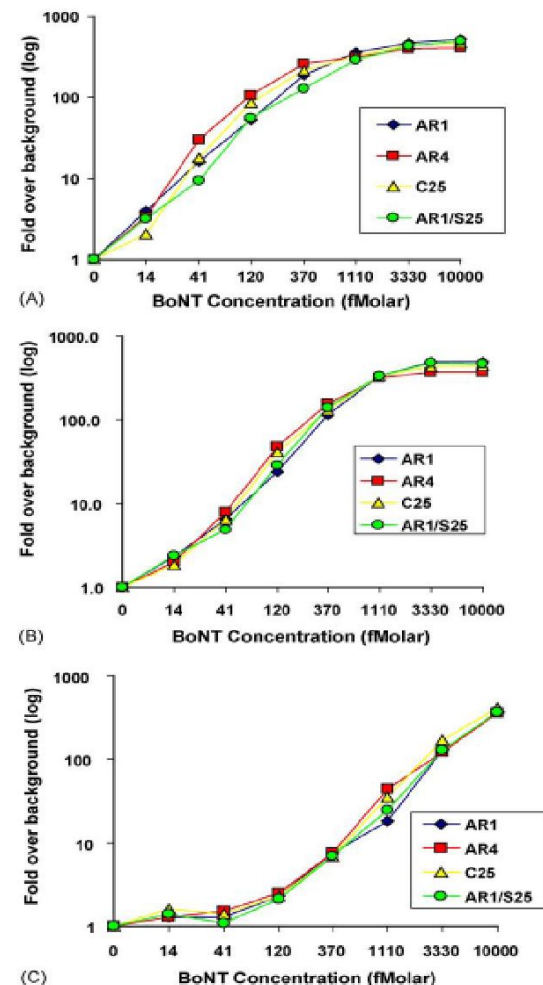 Fold over background (log)
1000
100
10
1
AR1
AR4
C25
AR1/S25
0 14 41 120 370 1110 3330 10000
(A) BoNT Concentration (fMolar)
Fold over background (log)
1000.0
100.0
10.0
1.0
AR1
AR4
C25
AR1/S25
0 14 41 120 370 1110 3330 10000
(B) BoNT Concentration (fMolar)
Fold over background (log)
1000
100
10
1
AR1
AR4
C25
AR1/S25
0 14 41 120 370 1110 3330 10000
(C) BoNT Concentration (fMolar)